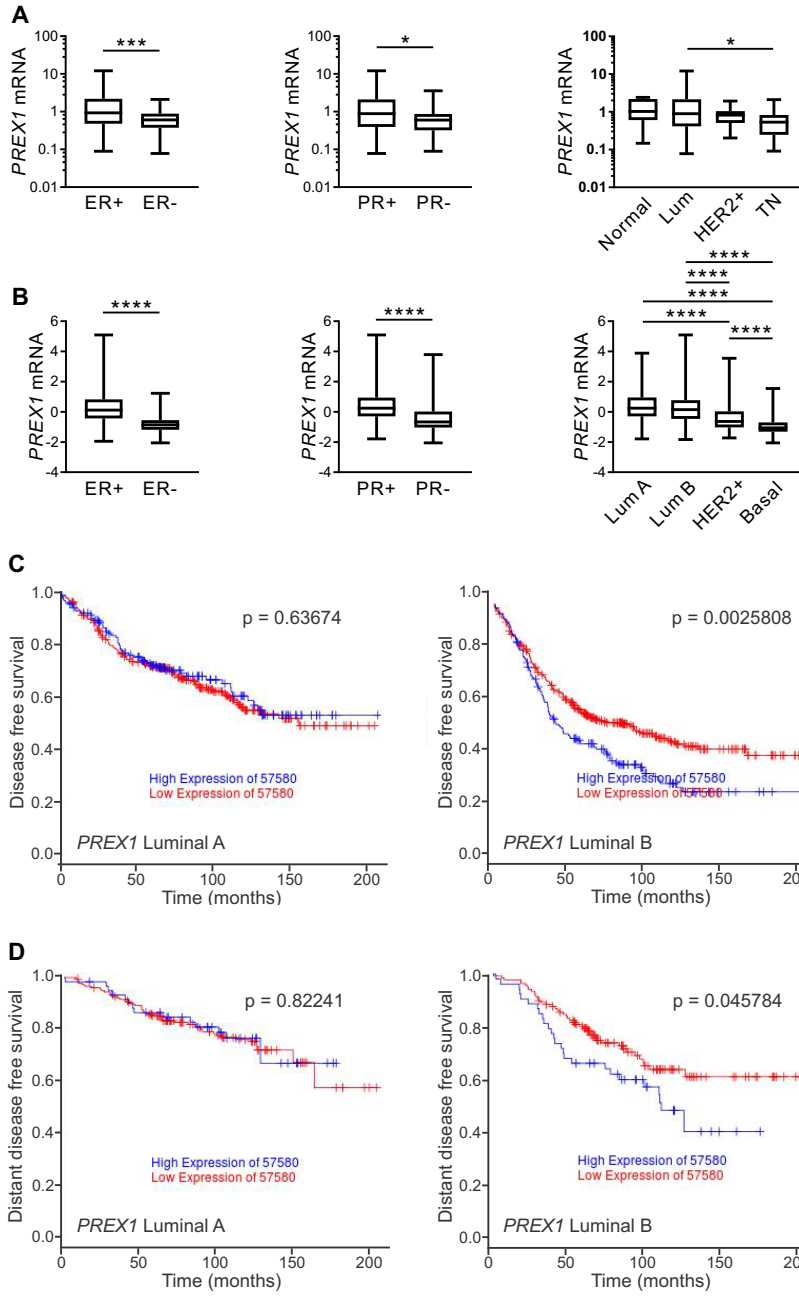 A
PREX1 mRNA
100
10
1
0.1
0.01
***
ER+ ER-
PREX1 mRNA
100
10
1
0.1
0.01
*
PR+ PR-
PREX1 mRNA
100
10
1
0.1
0.01
*
Normal Lum HER2+ TN
B
PREX1 mRNA
6
4
2
0
-2
-4
****
ER+ ER-
PREX1 mRNA
6
4
2
0
-2
-4
****
PR+ PR-
PREX1 mRNA
6
4
2
0
-2
-4
****
****
****
****
****
Lum A Lum B HER2+ Basal
C
Disease free survival
1.0
0.8
0.6
0.4
0.2
0.0
p = 0.63674
High Expression of 57580
Low Expression of 57580
PREX1 Luminal A
0 50 100 150 200
Time (months)
Disease free survival
1.0
0.8
0.6
0.4
0.2
0.0
p = 0.0025808
High Expression of 57580
Low Expression of 57580
PREX1 Luminal B
0 50 100 150 200
Time (months)
D
Distant disease free survival
1.0
0.8
0.6
0.4
0.2
0.0
p = 0.82241
High Expression of 57580
Low Expression of 57580
PREX1 Luminal A
0 50 100 150 200
Time (months)
Distant disease free survival
1.0
0.8
0.6
0.4
0.2
0.0
p = 0.045784
High Expression of 57580
Low Expression of 57580
PREX1 Luminal B
0 50 100 150 200
Time (months)